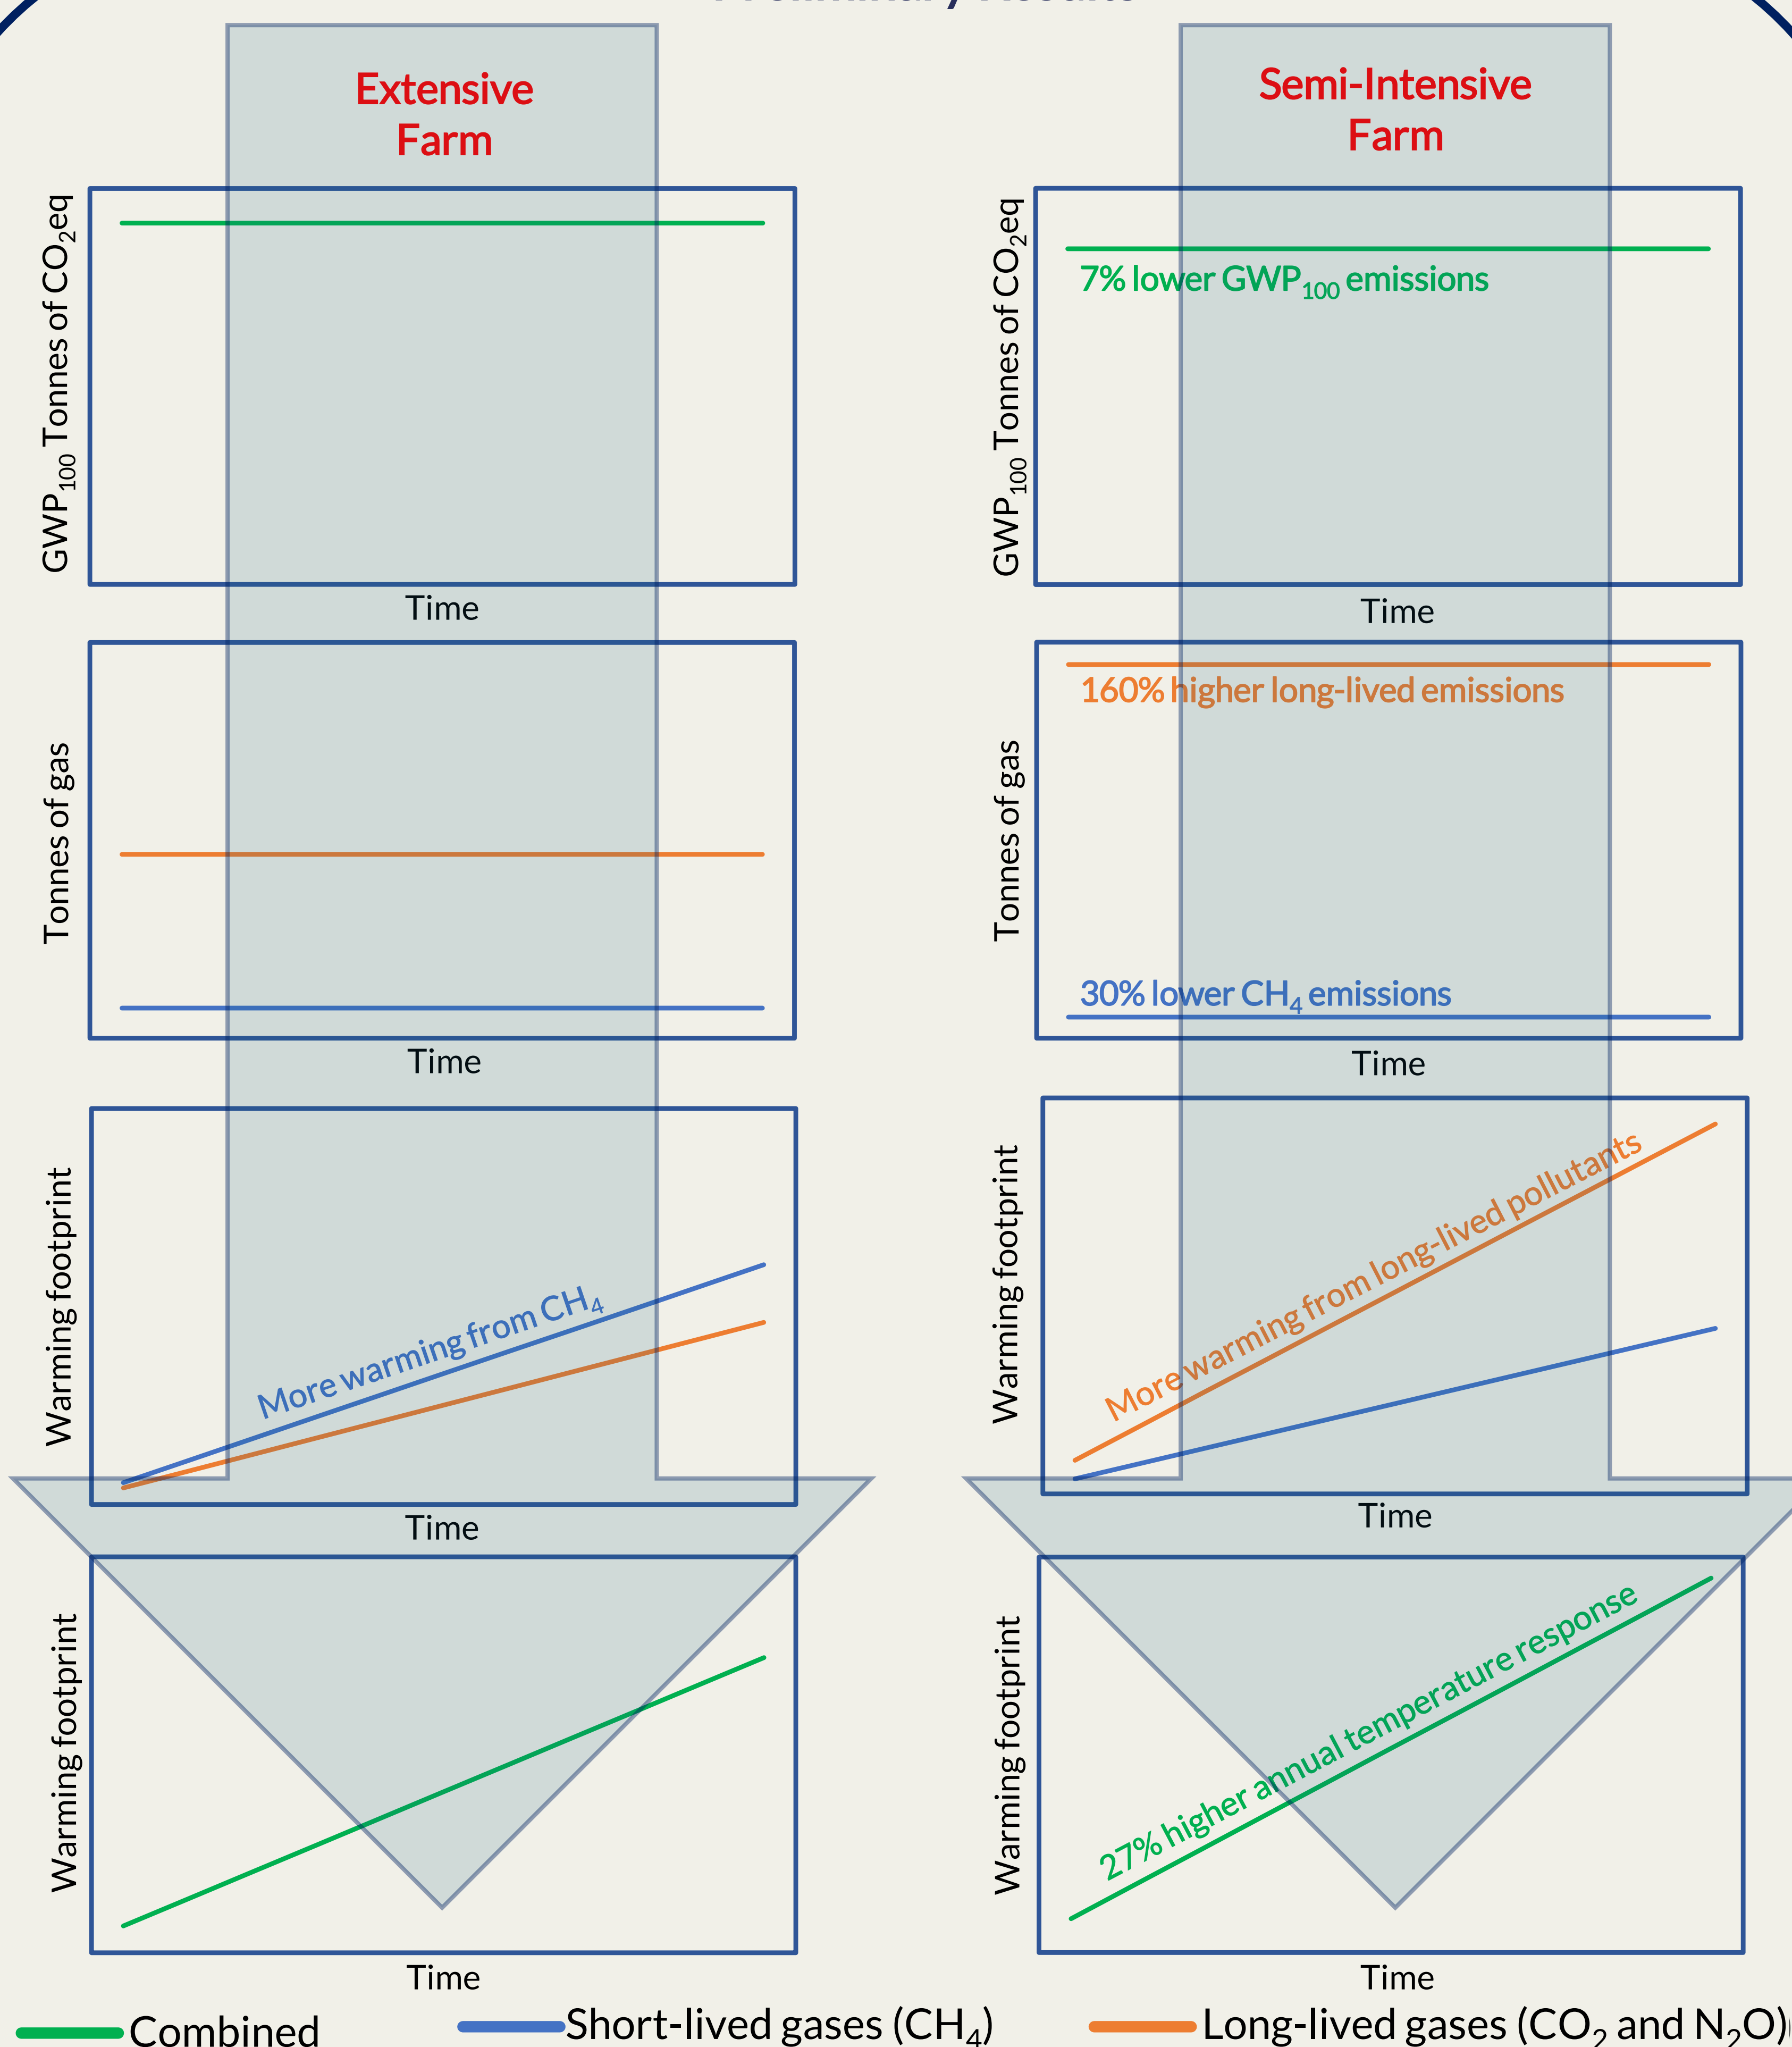 Preliminary Results
Extensive
Farm
Semi-Intensive
Farm
GWP₁₀₀ Tonnes of CO₂eq
Time
GWP₁₀₀ Tonnes of CO₂eq
7% lower GWP₁₀₀ emissions
Time
Tonnes of gas
Time
Tonnes of gas
160% higher long-lived emissions
30% lower CH₄ emissions
Time
Warming footprint
More warming from CH₄
Time
Warming footprint
More warming from long-lived pollutants
Time
Warming footprint
Time
Warming footprint
27% higher annual temperature response
Time
Combined
Short-lived gases (CH₄)
Long-lived gases (CO₂ and N₂O)